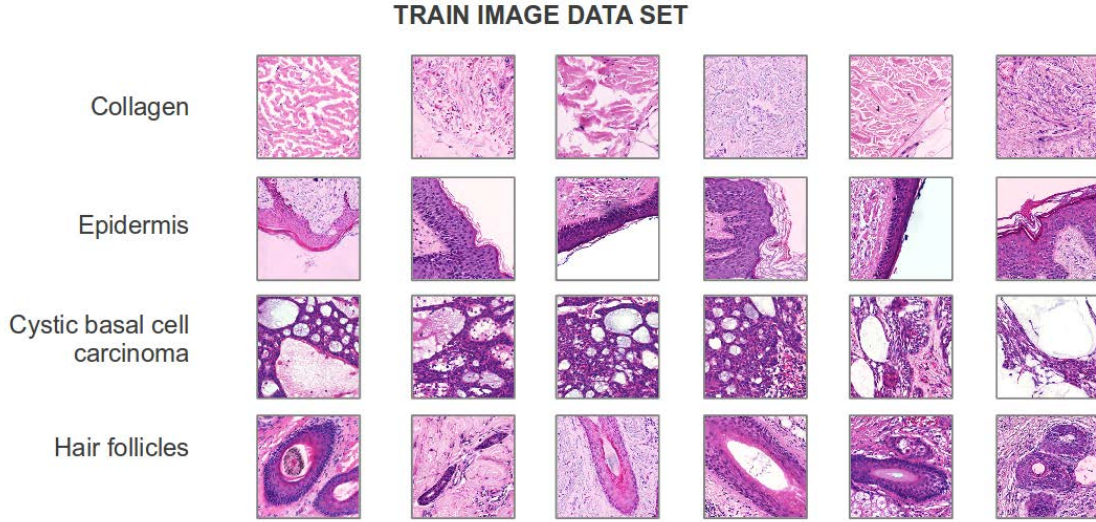 TRAIN IMAGE DATA SET
Collagen
Epidermis
Cystic basal cell
carcinoma
Hair follicles